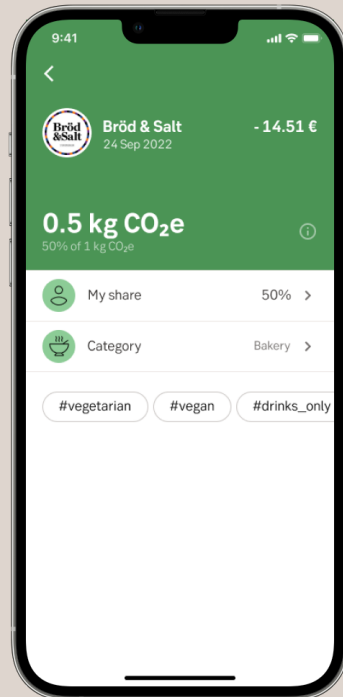 9:41
Bröd
&Salt
Bröd & Salt
- 14.51 €
24 Sep 2022
0.5 kg CO₂e
50% of 1 kg CO₂e
My share
50%
Category
Bakery
#vegetarian
#vegan
#drinks_only